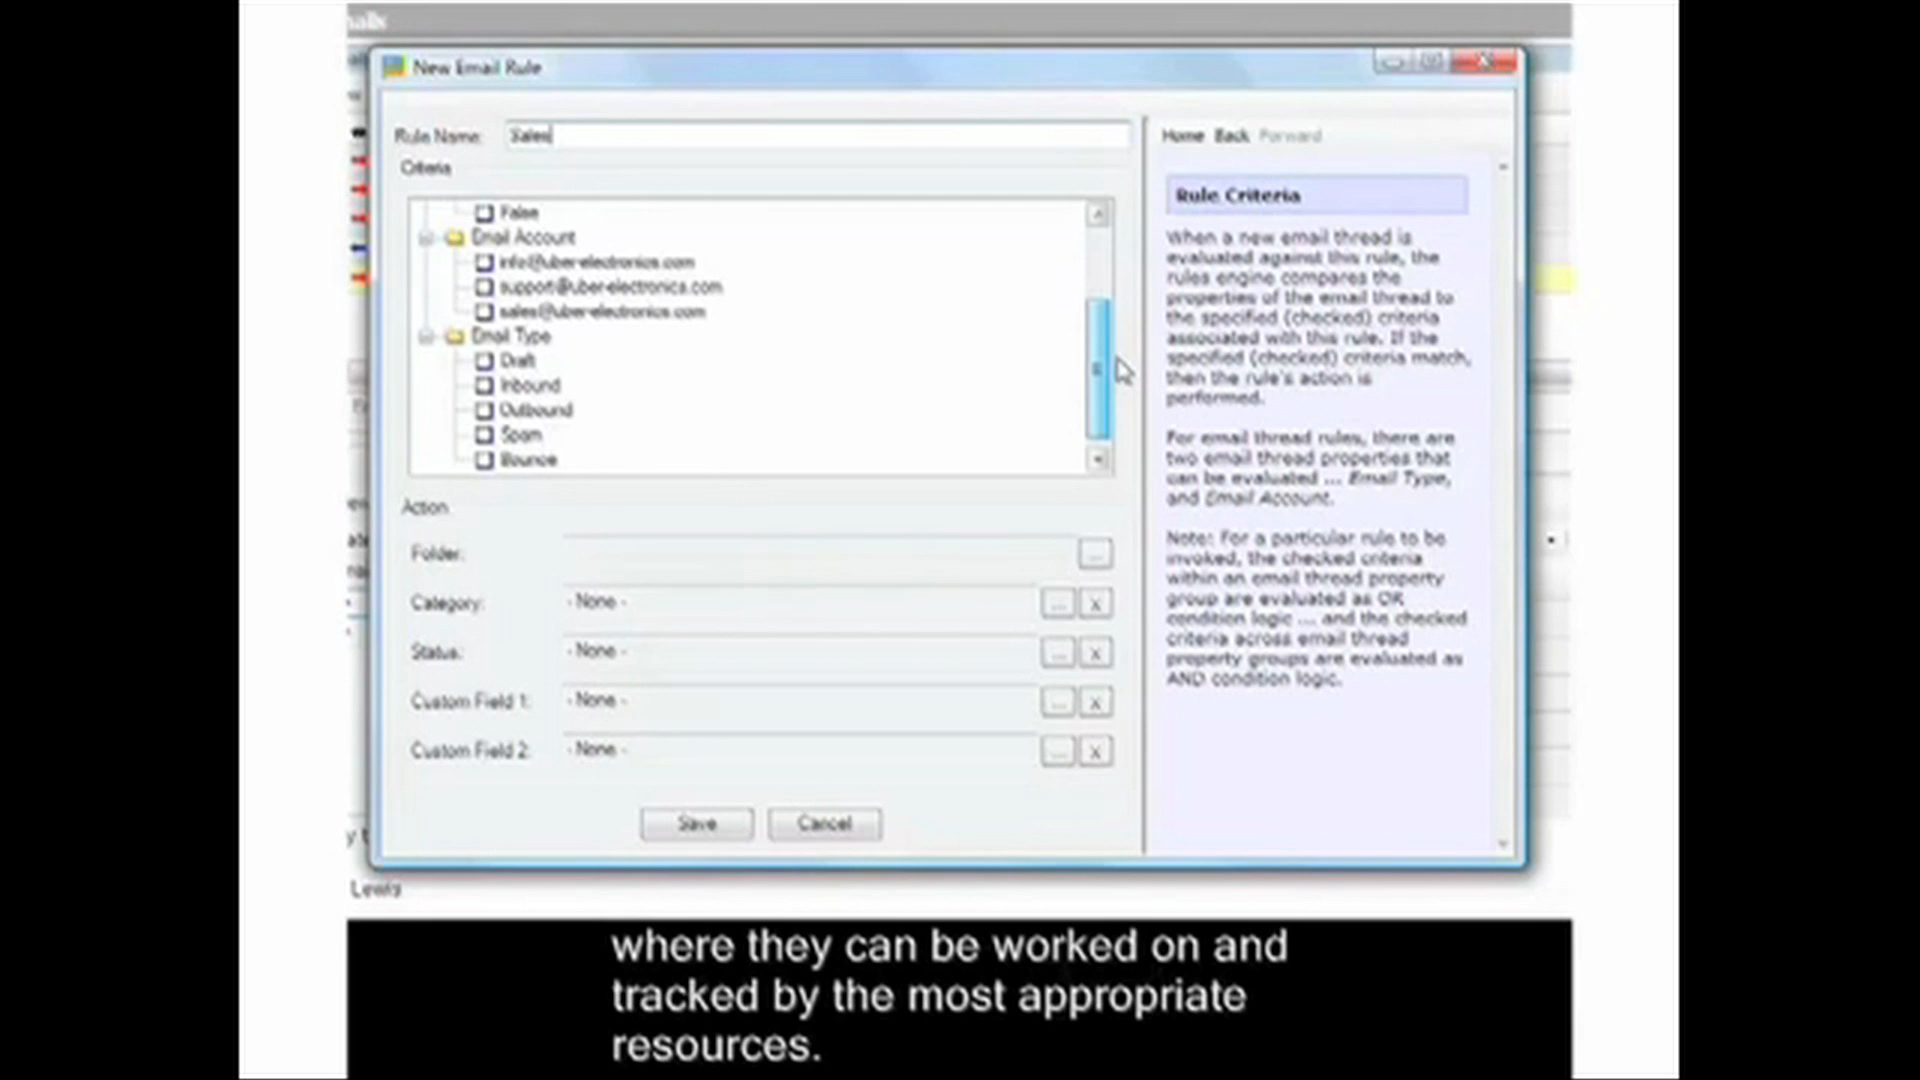 New Email Rule
Rule Name: Sales
Criteria
False
Email Account
info@uber-electronics.com
support@uber-electronics.com
sales@uber-electronics.com
Email Type
Draft
Inbound
Outbound
Spam
Bounce
Action
Folder: ...
Category: - None - ... X
Status: - None - ... X
Custom Field 1: - None - ... X
Custom Field 2: - None - ... X
Save Cancel
Home Back Forward
Rule Criteria
When a new email thread is
evaluated against this rule, the
rules engine compares the
properties of the email thread to
the specified (checked) criteria
associated with this rule. If the
specified (checked) criteria match,
then the rule's action is
performed.
For email thread rules, there are
two email thread properties that
can be evaluated ... Email Type,
and Email Account.
Note: For a particular rule to be
invoked, the checked criteria
within an email thread property
group are evaluated as OR
condition logic ... and the checked
criteria across email thread
property groups are evaluated as
AND condition logic.
Lewis
where they can be worked on and
tracked by the most appropriate
resources.